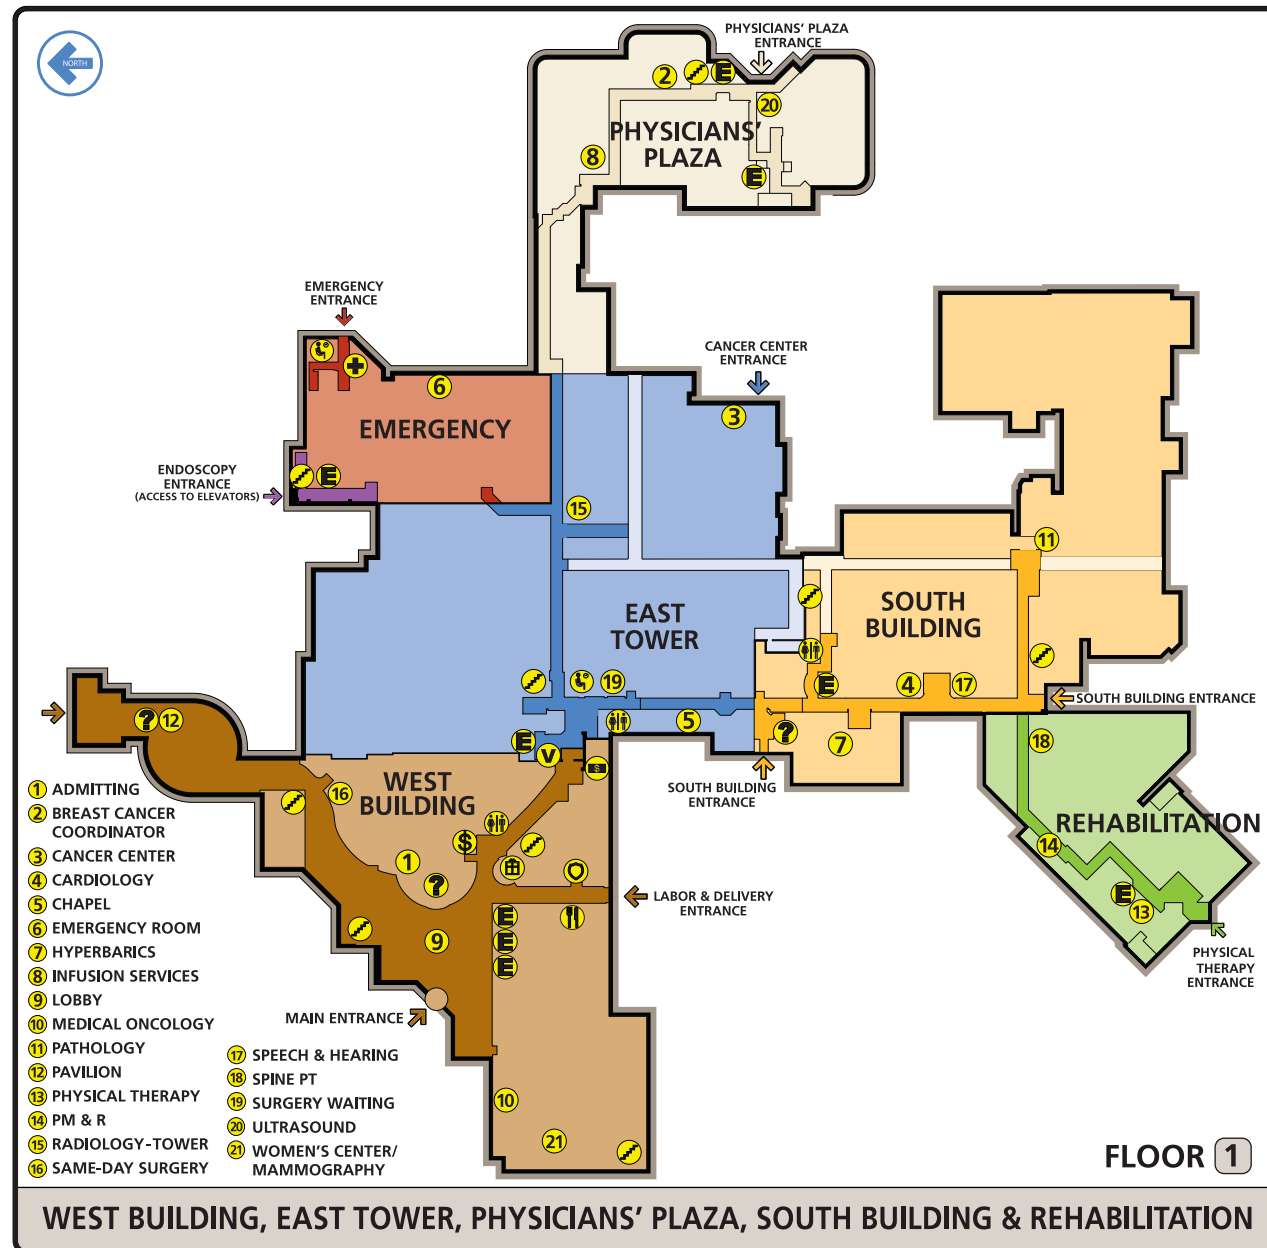 NORTH
PHYSICIANS' PLAZA
ENTRANCE
2
E
20
PHYSICIANS'
PLAZA
8
E
EMERGENCY
ENTRANCE
CANCER CENTER
ENTRANCE
6
3
EMERGENCY
ENDOSCOPY
ENTRANCE
(ACCESS TO ELEVATORS)
E
15
11
EAST
TOWER
SOUTH
BUILDING
E
4
17
19
SOUTH BUILDING ENTRANCE
?
12
5
?
7
18
E
V
$
SOUTH BUILDING
ENTRANCE
WEST
BUILDING
16
REHABILITATION
$
1
?
14
E
13
LABOR & DELIVERY
ENTRANCE
E
E
E
9
PHYSICAL
THERAPY
ENTRANCE
MAIN ENTRANCE
10
21
1 ADMITTING
2 BREAST CANCER
COORDINATOR
3 CANCER CENTER
4 CARDIOLOGY
5 CHAPEL
6 EMERGENCY ROOM
7 HYPERBARICS
8 INFUSION SERVICES
9 LOBBY
10 MEDICAL ONCOLOGY
11 PATHOLOGY
12 PAVILION
13 PHYSICAL THERAPY
14 PM & R
15 RADIOLOGY-TOWER
16 SAME-DAY SURGERY
17 SPEECH & HEARING
18 SPINE PT
19 SURGERY WAITING
20 ULTRASOUND
21 WOMEN'S CENTER/
MAMMOGRAPHY
FLOOR 1
WEST BUILDING, EAST TOWER, PHYSICIANS' PLAZA, SOUTH BUILDING & REHABILITATION